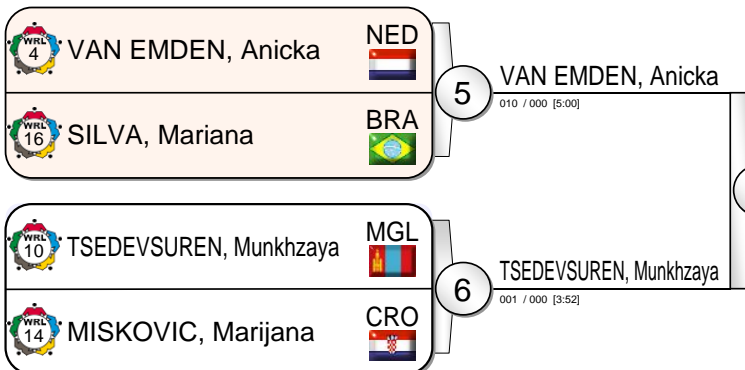 WRL 4 VAN EMDEN, Anicka NED
WRL 16 SILVA, Mariana BRA
5 VAN EMDEN, Anicka
010 / 000 [5:00]
WRL 10 TSEDEVSUREN, Munkhzaya MGL
WRL 14 MISKOVIC, Marijana CRO
6 TSEDEVSUREN, Munkhzaya
001 / 000 [3:52]